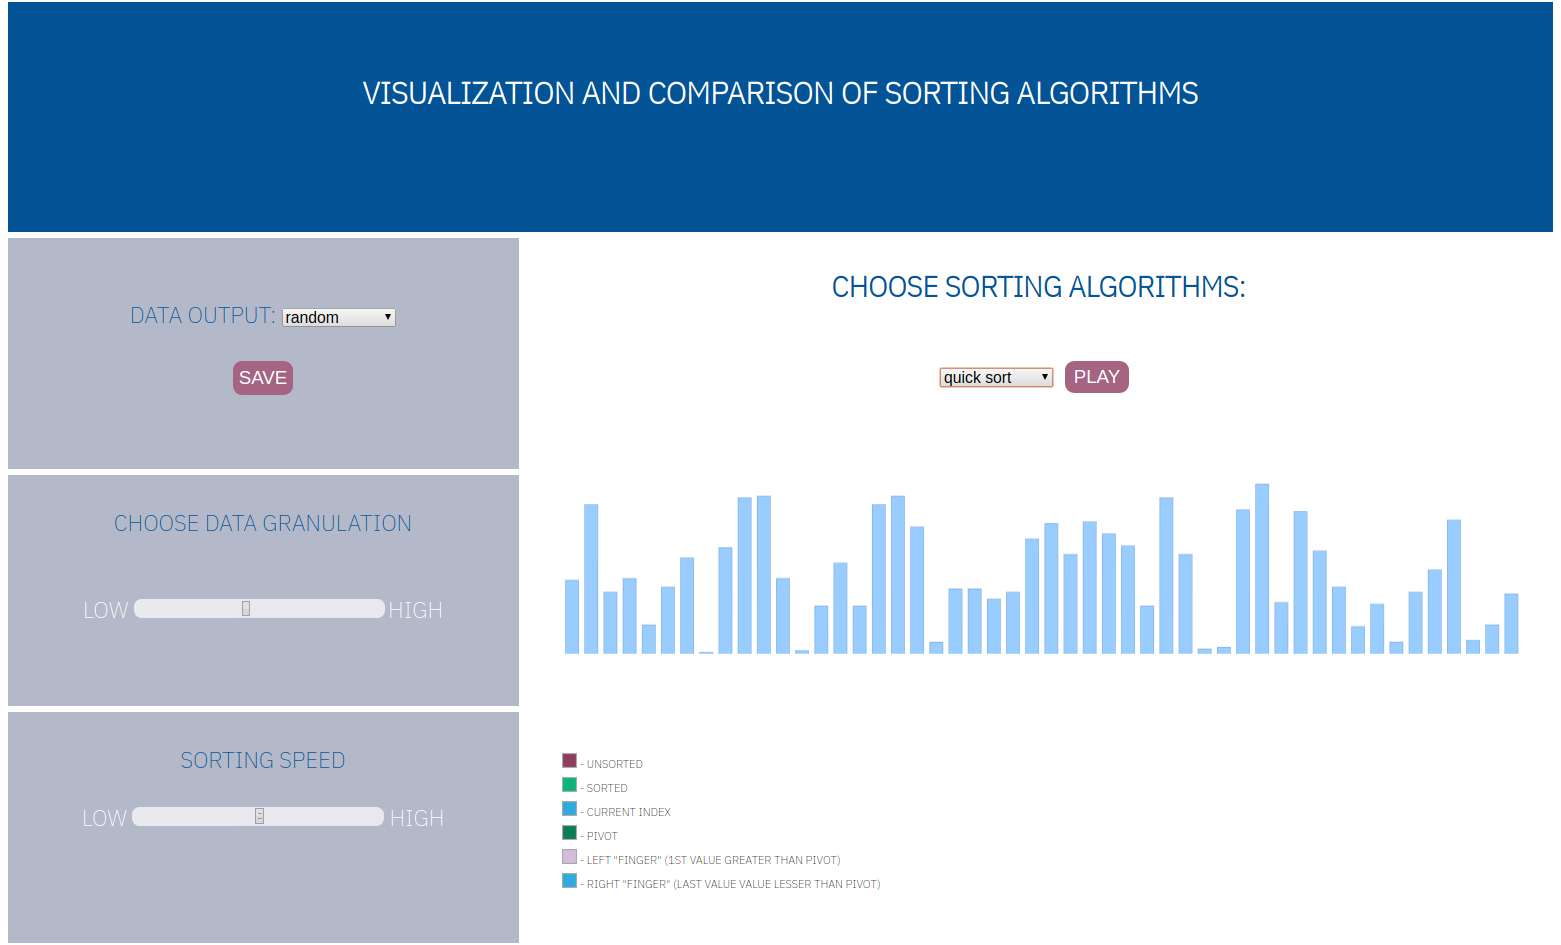 VISUALIZATION AND COMPARISON OF SORTING ALGORITHMS
DATA OUTPUT: random
SAVE
CHOOSE DATA GRANULATION
LOW HIGH
SORTING SPEED
LOW HIGH
CHOOSE SORTING ALGORITHMS:
quick sort PLAY
- UNSORTED
- SORTED
- CURRENT INDEX
- PIVOT
- LEFT "FINGER" (1ST VALUE GREATER THAN PIVOT)
- RIGHT "FINGER" (LAST VALUE VALUE LESSER THAN PIVOT)